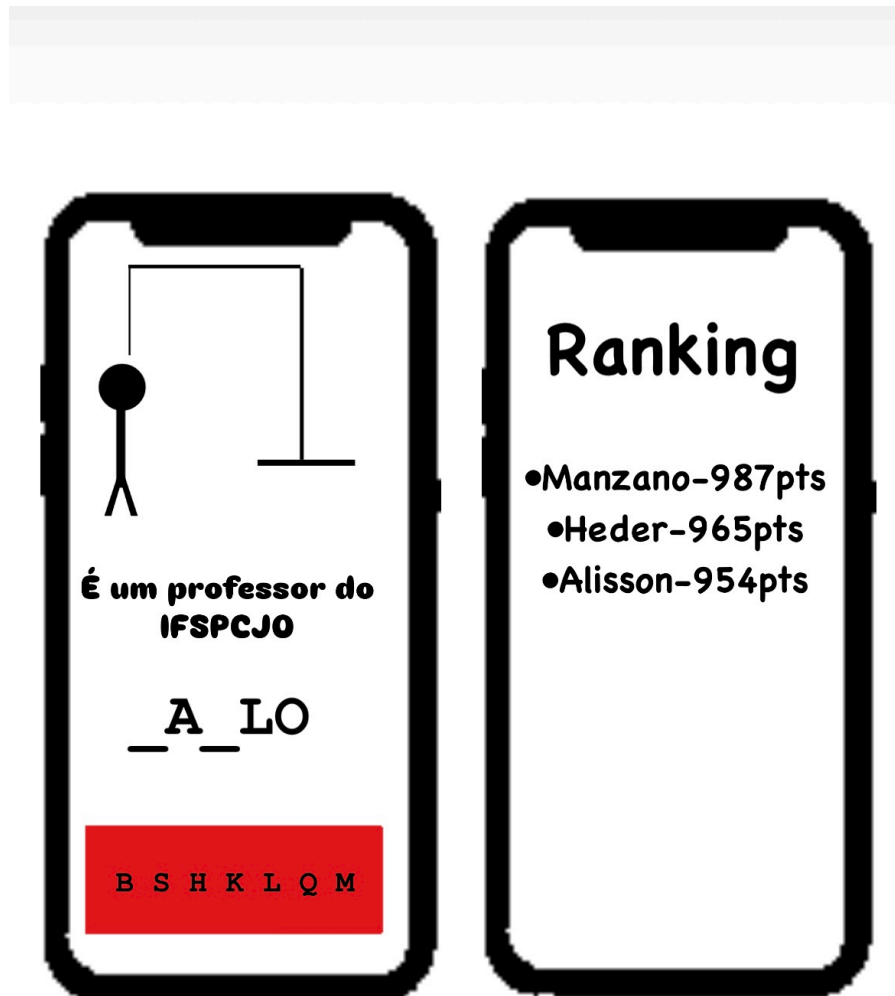 É um professor do
IFSPCJO
_A_LO
B S H K L Q M
Ranking
•Manzano-987pts
•Heder-965pts
•Alisson-954pts